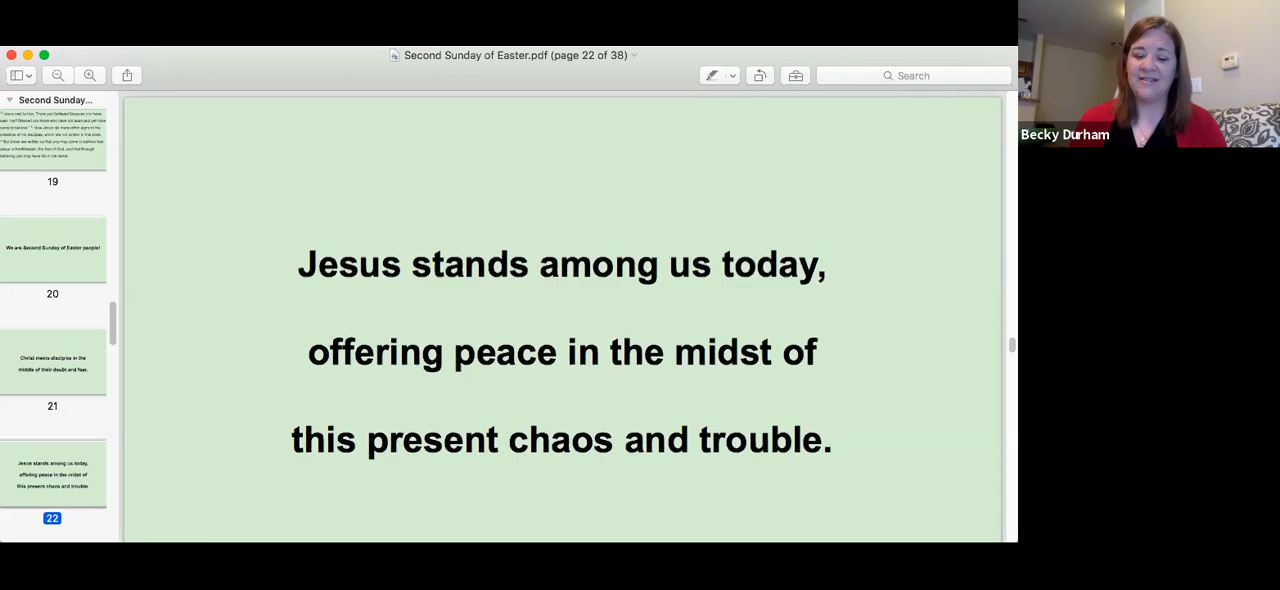 Second Sunday of Easter.pdf (page 22 of 38)
Search
Second Sunday...
19
We are Second Sunday of Easter people!
20
Christ meets disciples in the
middle of their doubt and fear.
21
Jesus stands among us today,
offering peace in the midst of
this present chaos and trouble.
22
Jesus stands among us today,
offering peace in the midst of
this present chaos and trouble.
Becky Durham